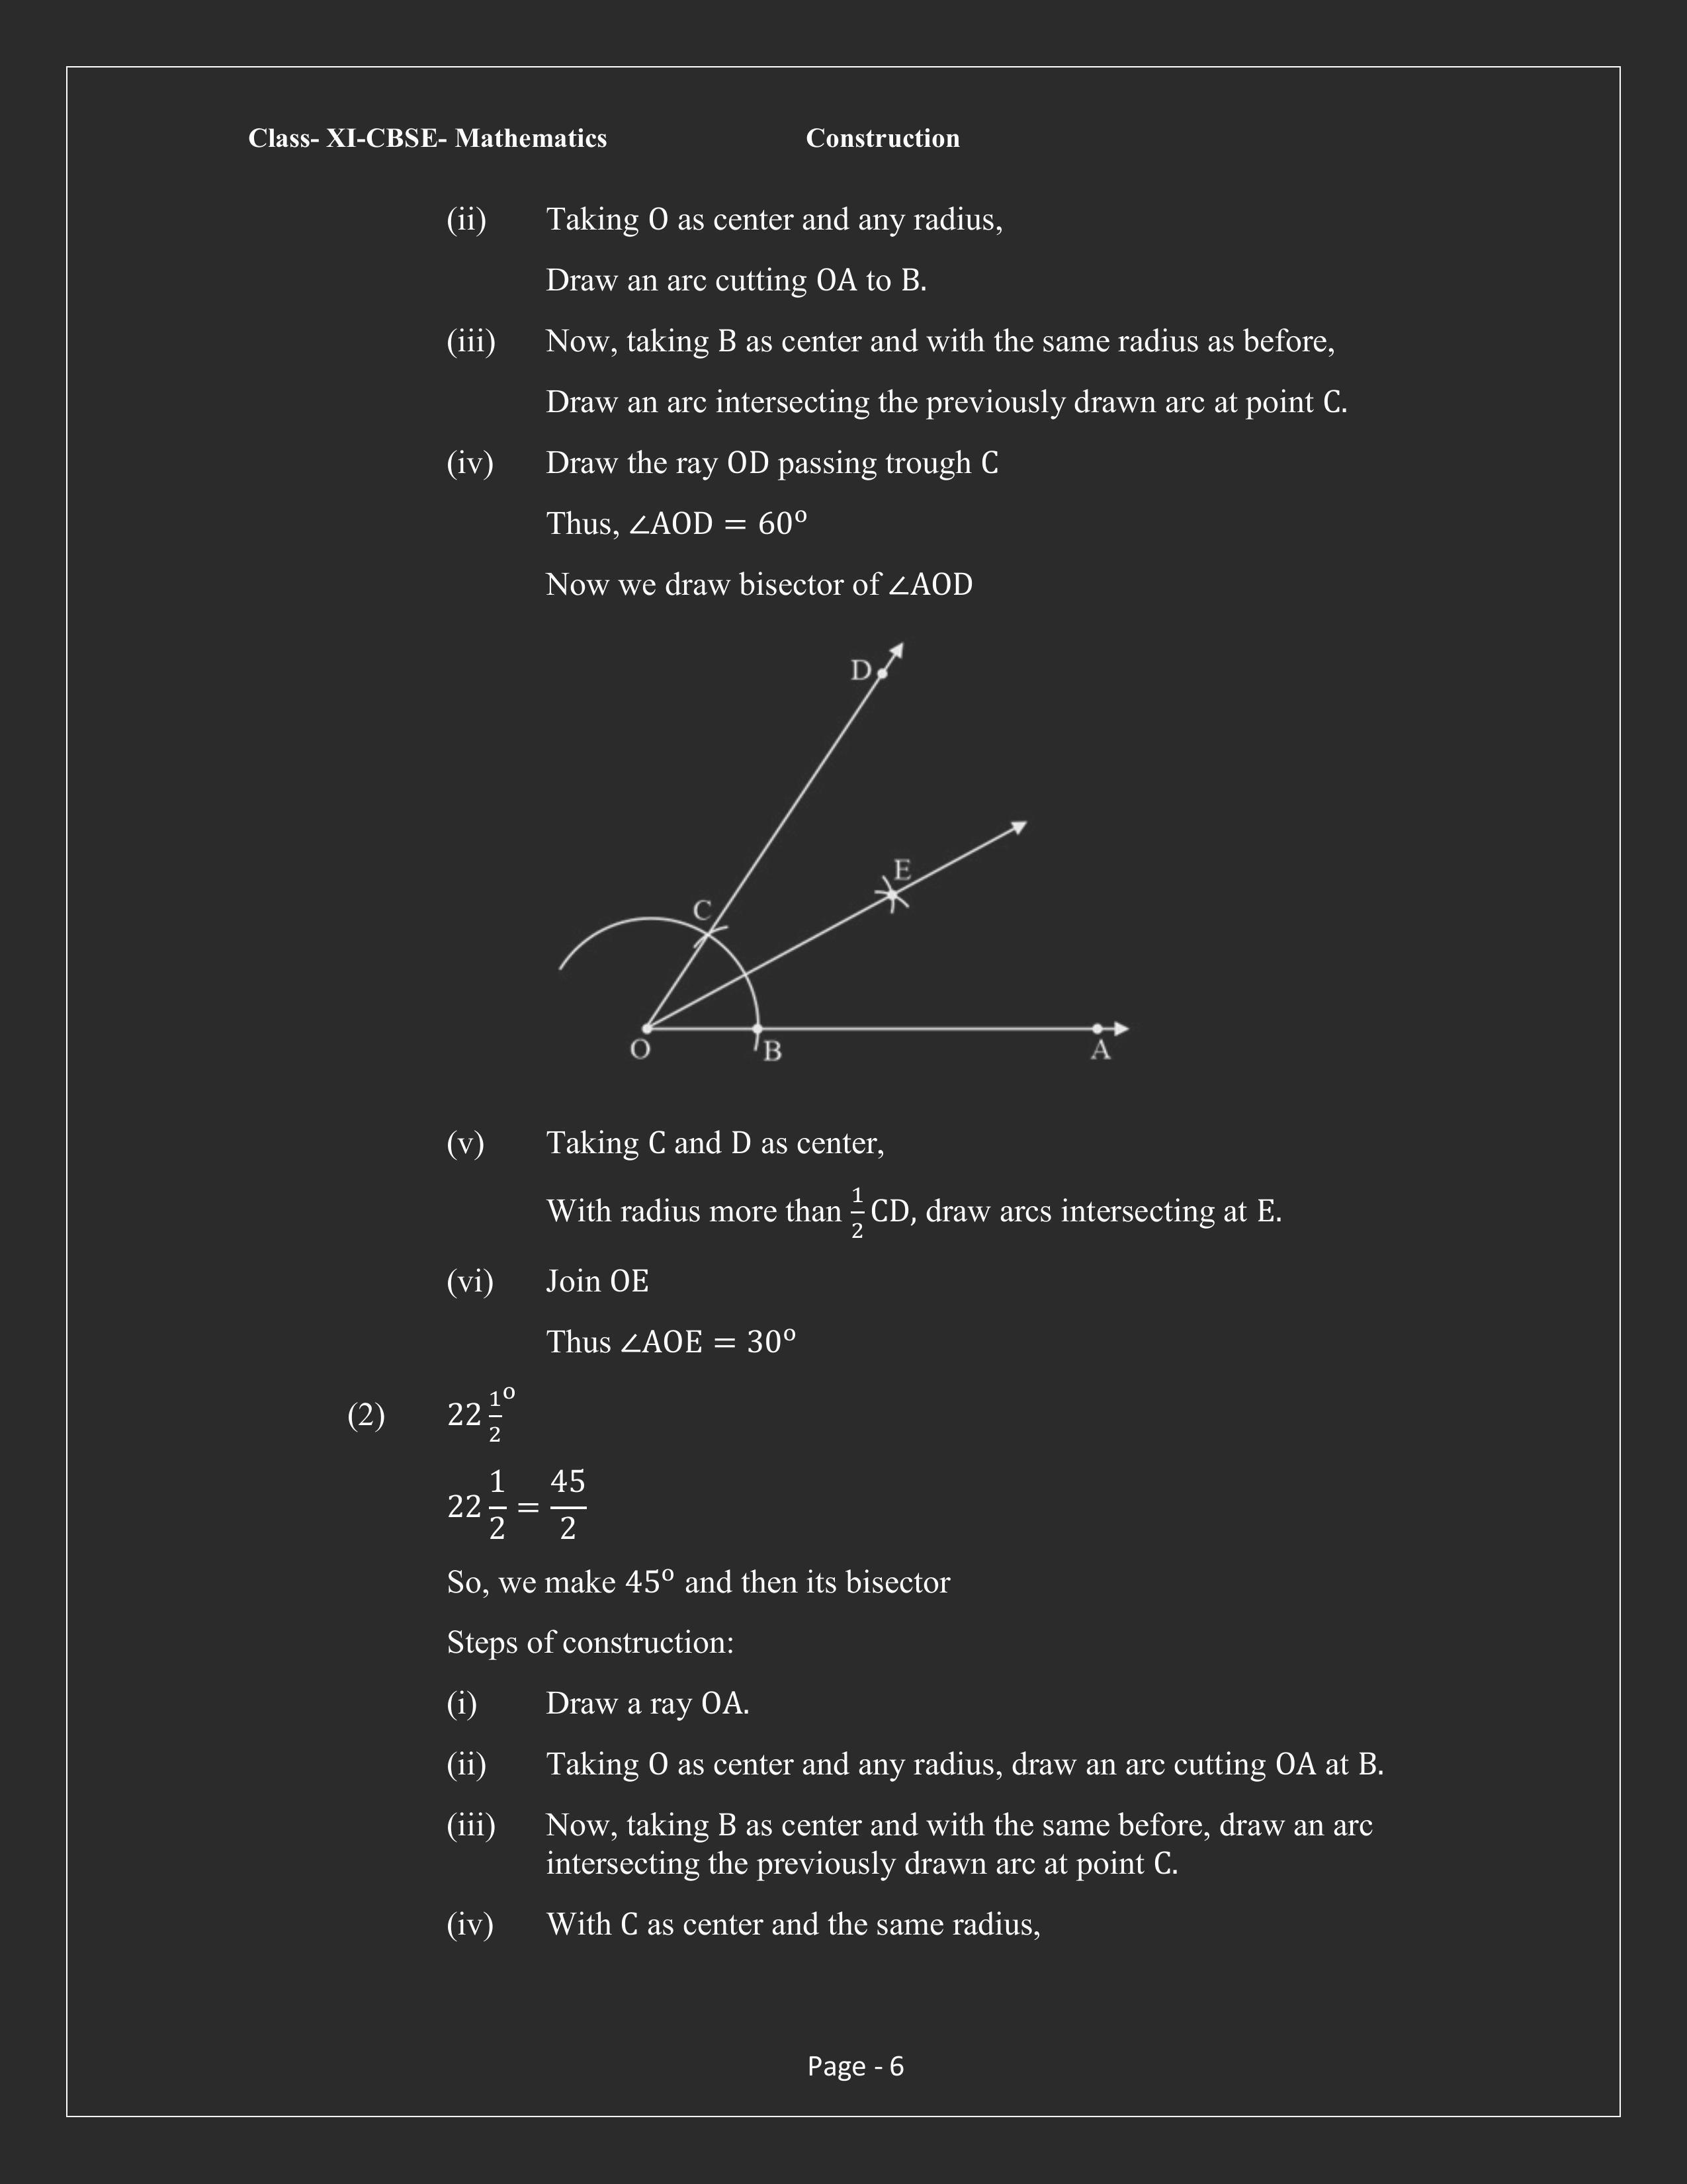 Class- XI-CBSE- Mathematics Construction
(ii) Taking O as center and any radius,
Draw an arc cutting OA to B.
(iii) Now, taking B as center and with the same radius as before,
Draw an arc intersecting the previously drawn arc at point C.
(iv) Draw the ray OD passing trough C
Thus, ∠AOD = 60°
Now we draw bisector of ∠AOD
D
E
C
O B A
(v) Taking C and D as center,
With radius more than 1/2 CD, draw arcs intersecting at E.
(vi) Join OE
Thus ∠AOE = 30°
(2) 22 1/2°
22 1/2 = 45/2
So, we make 45° and then its bisector
Steps of construction:
(i) Draw a ray OA.
(ii) Taking O as center and any radius, draw an arc cutting OA at B.
(iii) Now, taking B as center and with the same before, draw an arc
intersecting the previously drawn arc at point C.
(iv) With C as center and the same radius,
Page - 6